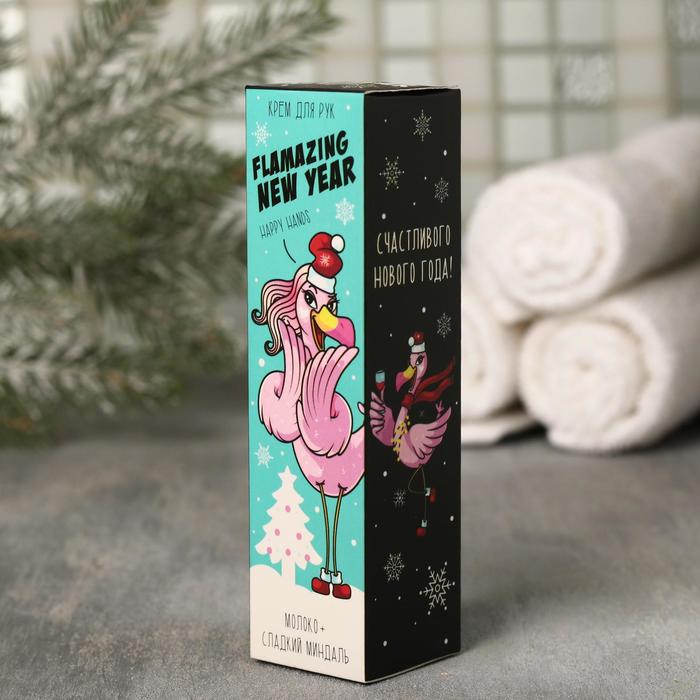 КРЕМ ДЛЯ РУК
FLAMAZING
NEW YEAR
HAPPY HANDS
МОЛОКО+
СЛАДКИЙ МИНДАЛЬ
СЧАСТЛИВОГО
НОВОГО ГОДА!